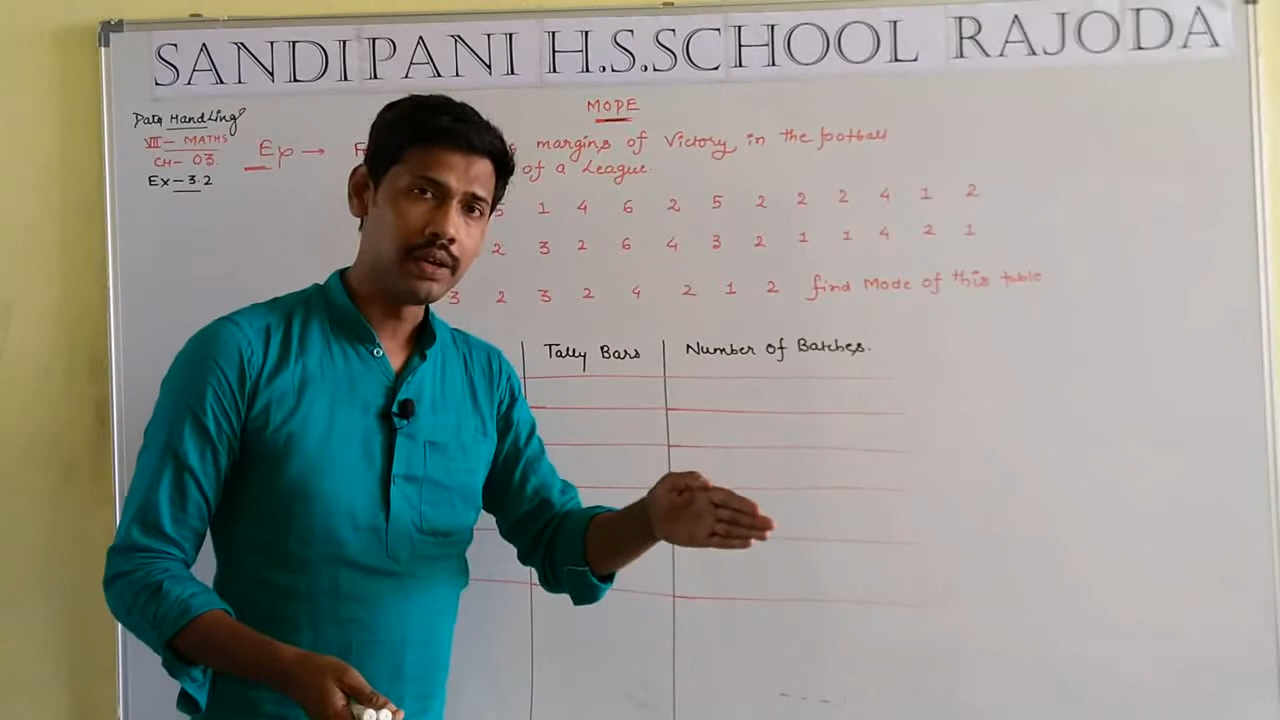 SANDIPANI H.S.SCHOOL RAJODA
Data Handling
VII- MATHS
CH- 03.
Ex-3.2
MODE
Ex → margins of Victory in the football
of a League.
1 4 6 2 5 2 2 2 4 1 2
2 3 2 6 4 3 2 1 1 4 2 1
3 2 3 2 4 2 1 2 find Mode of this table
Tally Bars Number of Batches.